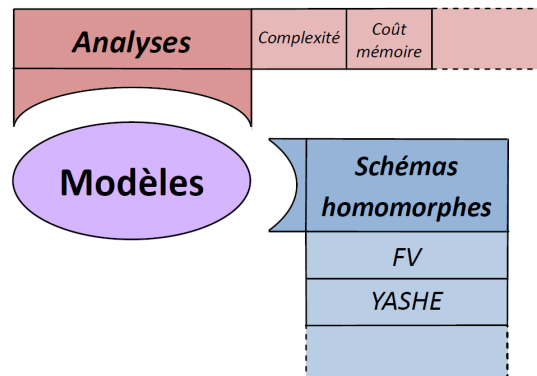 Analyses
Complexité
Coût
mémoire
Modèles
Schémas
homomorphes
FV
YASHE